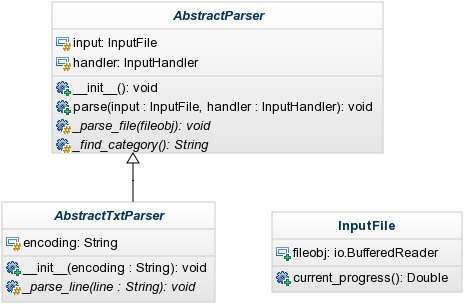 AbstractParser
input: InputFile
handler: InputHandler
__init__(): void
parse(input : InputFile, handler : InputHandler): void
_parse_file(fileobj): void
_find_category(): String
AbstractTxtParser
encoding: String
__init__(encoding : String): void
_parse_line(line : String): void
InputFile
fileobj: io.BufferedReader
current_progress(): Double